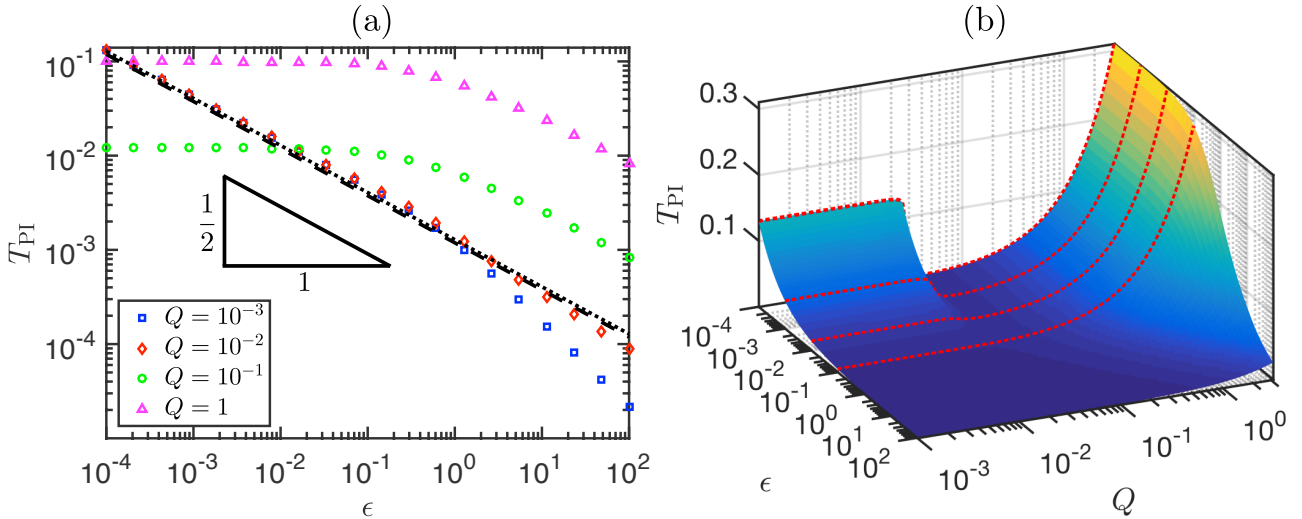 (a)
T_PI
10^-1
10^-2
10^-3
10^-4
1
2
1
Q = 10^-3
Q = 10^-2
Q = 10^-1
Q = 1
10^-4 10^-3 10^-2 10^-1 10^0 10^1 10^2
ϵ
(b)
T_PI
0.3
0.2
0.1
10^-4
10^-3
10^-2
10^-1
10^0
10^1
10^2
ϵ
10^-3 10^-2 10^-1 10^0
Q